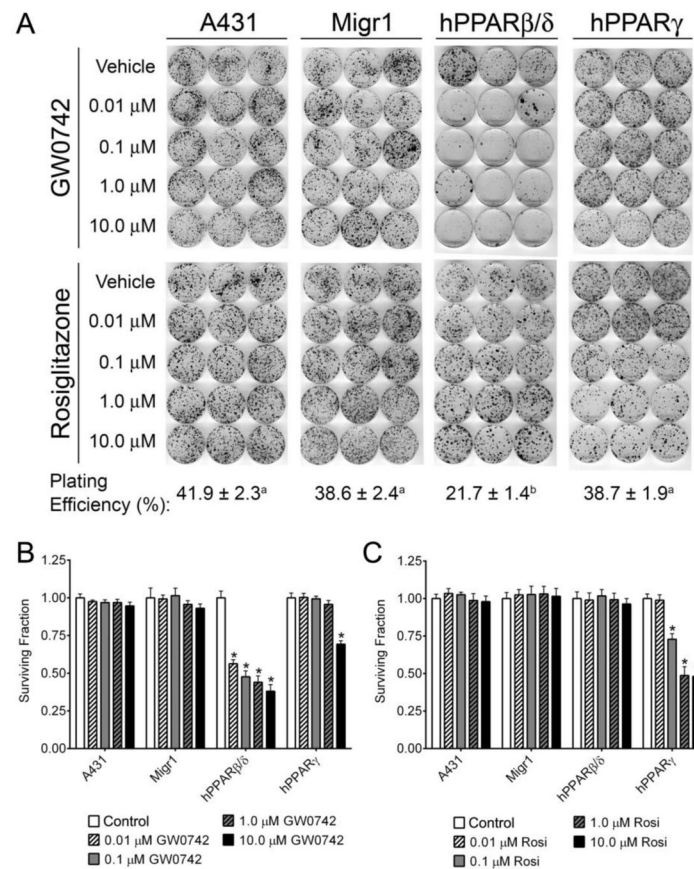 A
A431 Migr1 hPPARβ/δ hPPARγ
GW0742
Vehicle
0.01 μM
0.1 μM
1.0 μM
10.0 μM
Rosiglitazone
Vehicle
0.01 μM
0.1 μM
1.0 μM
10.0 μM
Plating
Efficiency (%): 41.9 ± 2.3ᵃ 38.6 ± 2.4ᵃ 21.7 ± 1.4ᵇ 38.7 ± 1.9ᵃ
B
Surviving Fraction
1.25
1.00
0.75
0.50
0.25
0.00
* * * * *
A431 Migr1 hPPARβ/δ hPPARγ
Control
0.01 μM GW0742
0.1 μM GW0742
1.0 μM GW0742
10.0 μM GW0742
C
Surviving Fraction
1.25
1.00
0.75
0.50
0.25
0.00
* *
A431 Migr1 hPPARβ/δ hPPARγ
Control
0.01 μM Rosi
0.1 μM Rosi
1.0 μM Rosi
10.0 μM Rosi